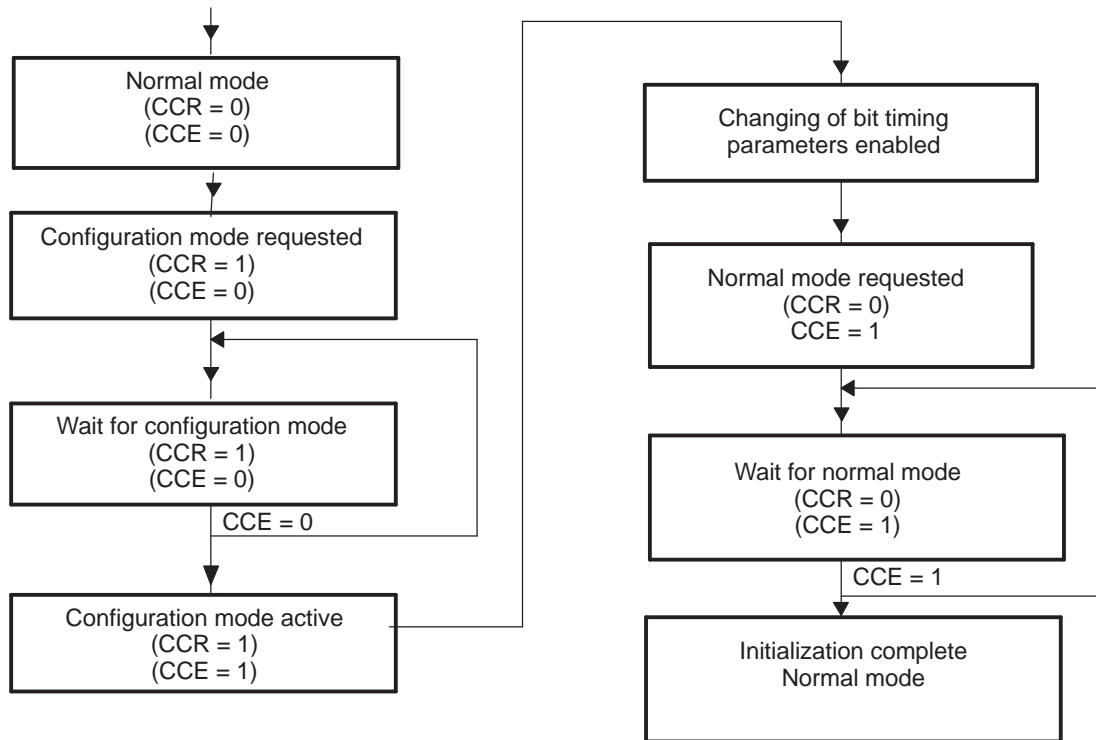 Normal mode
(CCR = 0)
(CCE = 0)
Configuration mode requested
(CCR = 1)
(CCE = 0)
Wait for configuration mode
(CCR = 1)
(CCE = 0)
CCE = 0
Configuration mode active
(CCR = 1)
(CCE = 1)
Changing of bit timing
parameters enabled
Normal mode requested
(CCR = 0)
CCE = 1
Wait for normal mode
(CCR = 0)
(CCE = 1)
CCE = 1
Initialization complete
Normal mode